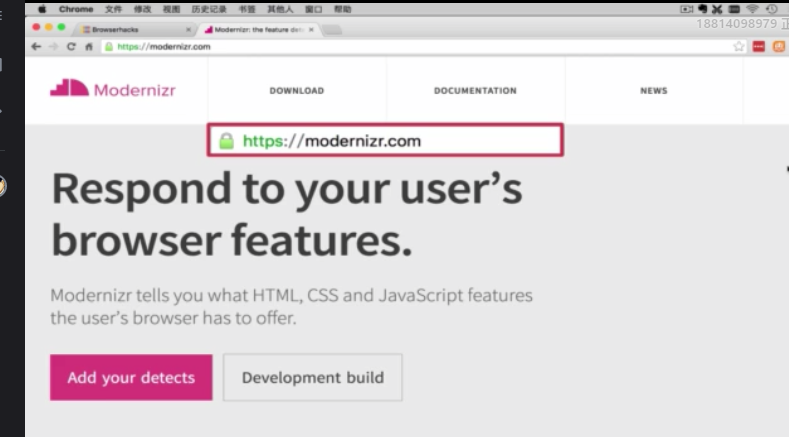 Chrome 文件 修改 视图 历史记录 书签 其他人 窗口 帮助
18814098979
Browserhacks
Modernizr: the feature dete
https://modernizr.com
Modernizr
DOWNLOAD
DOCUMENTATION
NEWS
https://modernizr.com
Respond to your user’s
browser features.
Modernizr tells you what HTML, CSS and JavaScript features
the user’s browser has to offer.
Add your detects
Development build